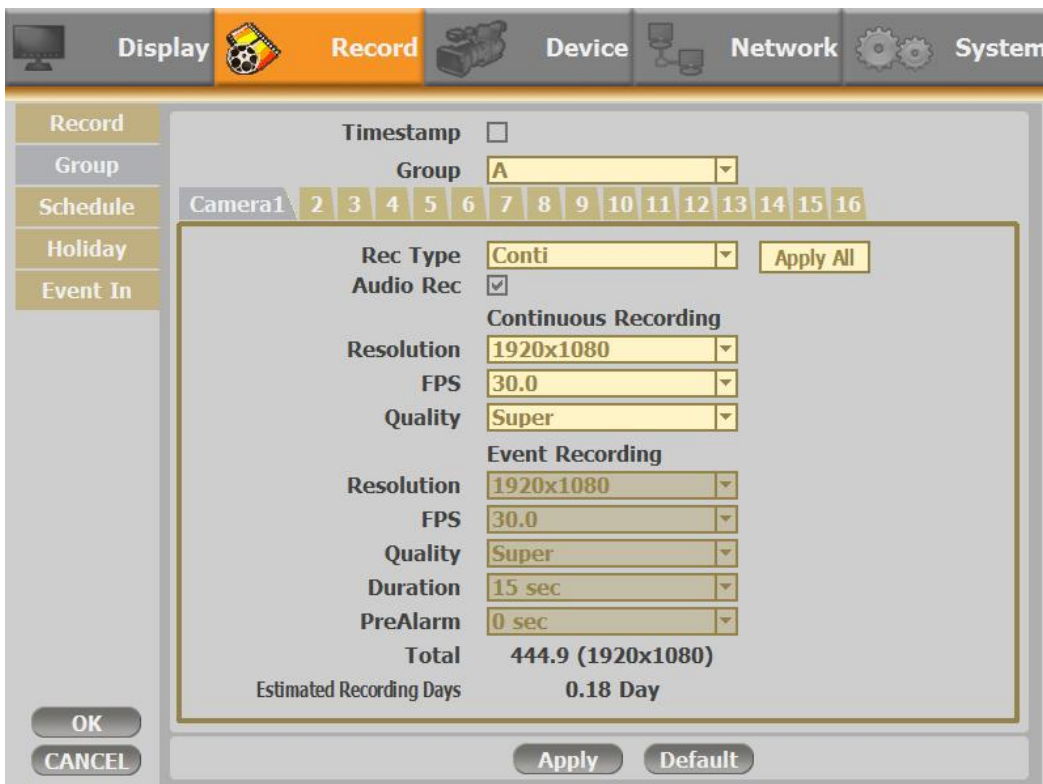 Display Record Device Network System
Record
Group
Schedule
Holiday
Event In
Timestamp
Group A
Camera1 2 3 4 5 6 7 8 9 10 11 12 13 14 15 16
Rec Type Conti Apply All
Audio Rec
Continuous Recording
Resolution 1920x1080
FPS 30.0
Quality Super
Event Recording
Resolution 1920x1080
FPS 30.0
Quality Super
Duration 15 sec
PreAlarm 0 sec
Total 444.9 (1920x1080)
Estimated Recording Days 0.18 Day
OK
CANCEL
Apply Default